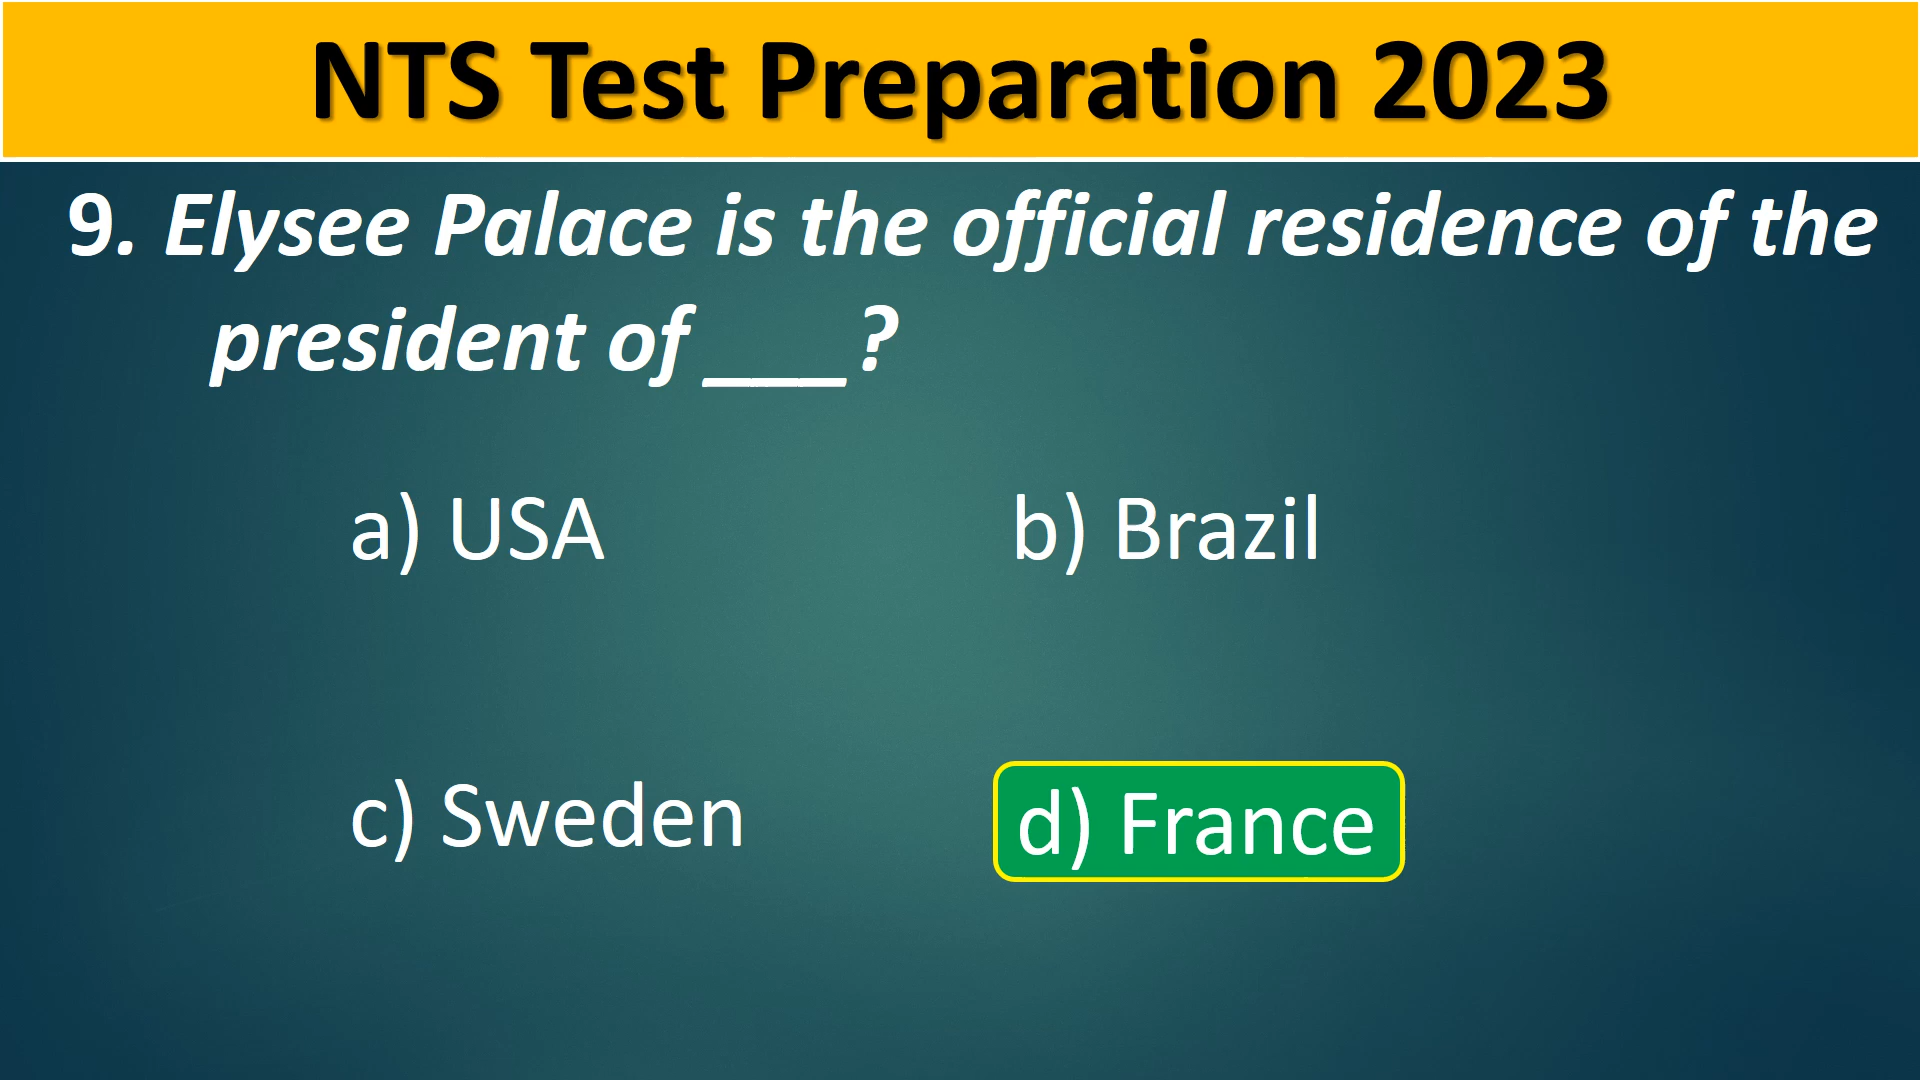 NTS Test Preparation 2023
9. Elysee Palace is the official residence of the
president of ___?
a) USA
b) Brazil
c) Sweden
d) France